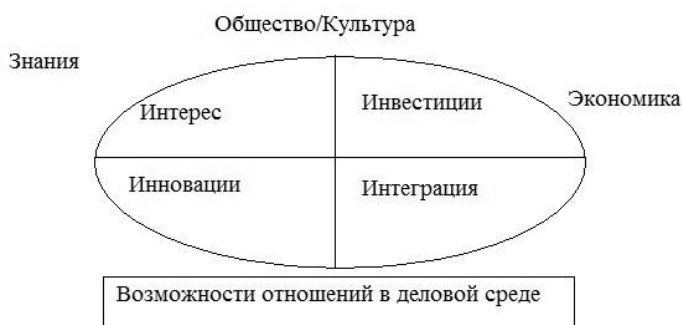 Общество/Культура
Знания
Интерес
Инвестиции
Экономика
Инновации
Интеграция
Возможности отношений в деловой среде